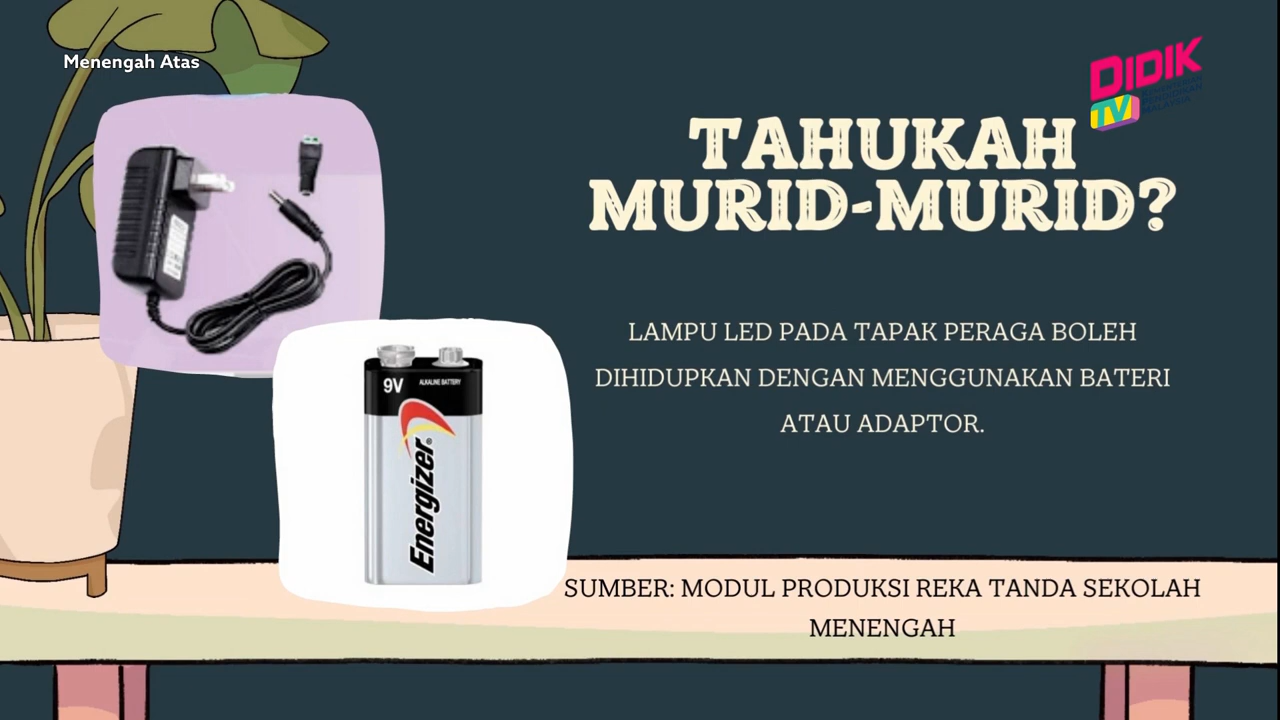 Menengah Atas
DIDIK
TV
TAHUKAH
MURID-MURID?
LAMPU LED PADA TAPAK PERAGA BOLEH
DIHIDUPKAN DENGAN MENGGUNAKAN BATERI
ATAU ADAPTOR.
9V
ALKALINE BATTERY
Energizer®
SUMBER: MODUL PRODUKSI REKA TANDA SEKOLAH
MENENGAH